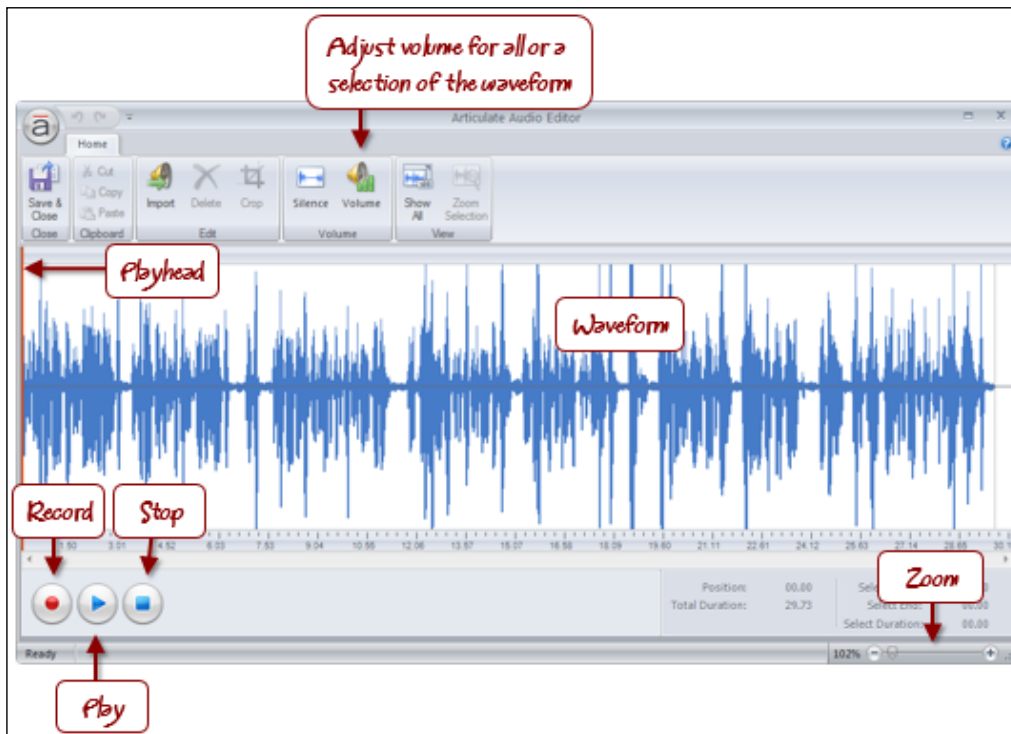 Adjust volume for all or a
selection of the waveform
Articulate Audio Editor
Home
Cut
Copy
Paste
Save &
Close
Import
Delete
Crop
Silence
Volume
Show
All
Zoom
Selection
Close
Clipboard
Edit
Volume
View
Playhead
Waveform
Record
Stop
1.50 3.01 4.52 6.03 7.53 9.04 10.55 12.06 13.57 15.07 16.58 18.09 19.60 21.11 22.61 24.12 25.63 27.14 28.65 30.1
Zoom
Position: 00.00
Total Duration: 29.73
Select End: 00.00
Select Duration: 00.00
Ready
102%
Play